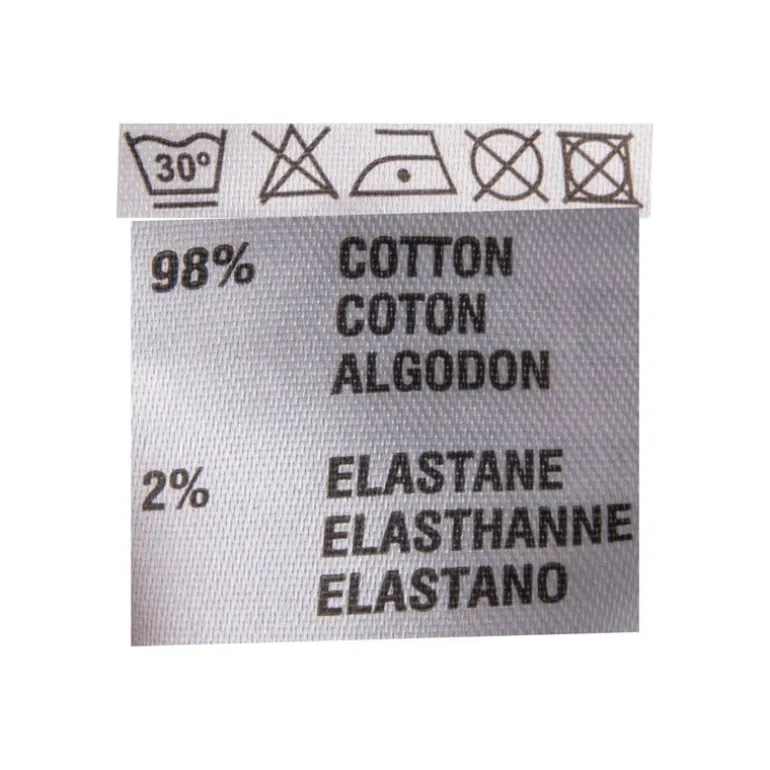 30°
98% COTTON
COTON
ALGODON
2% ELASTANE
ELASTHANNE
ELASTANO